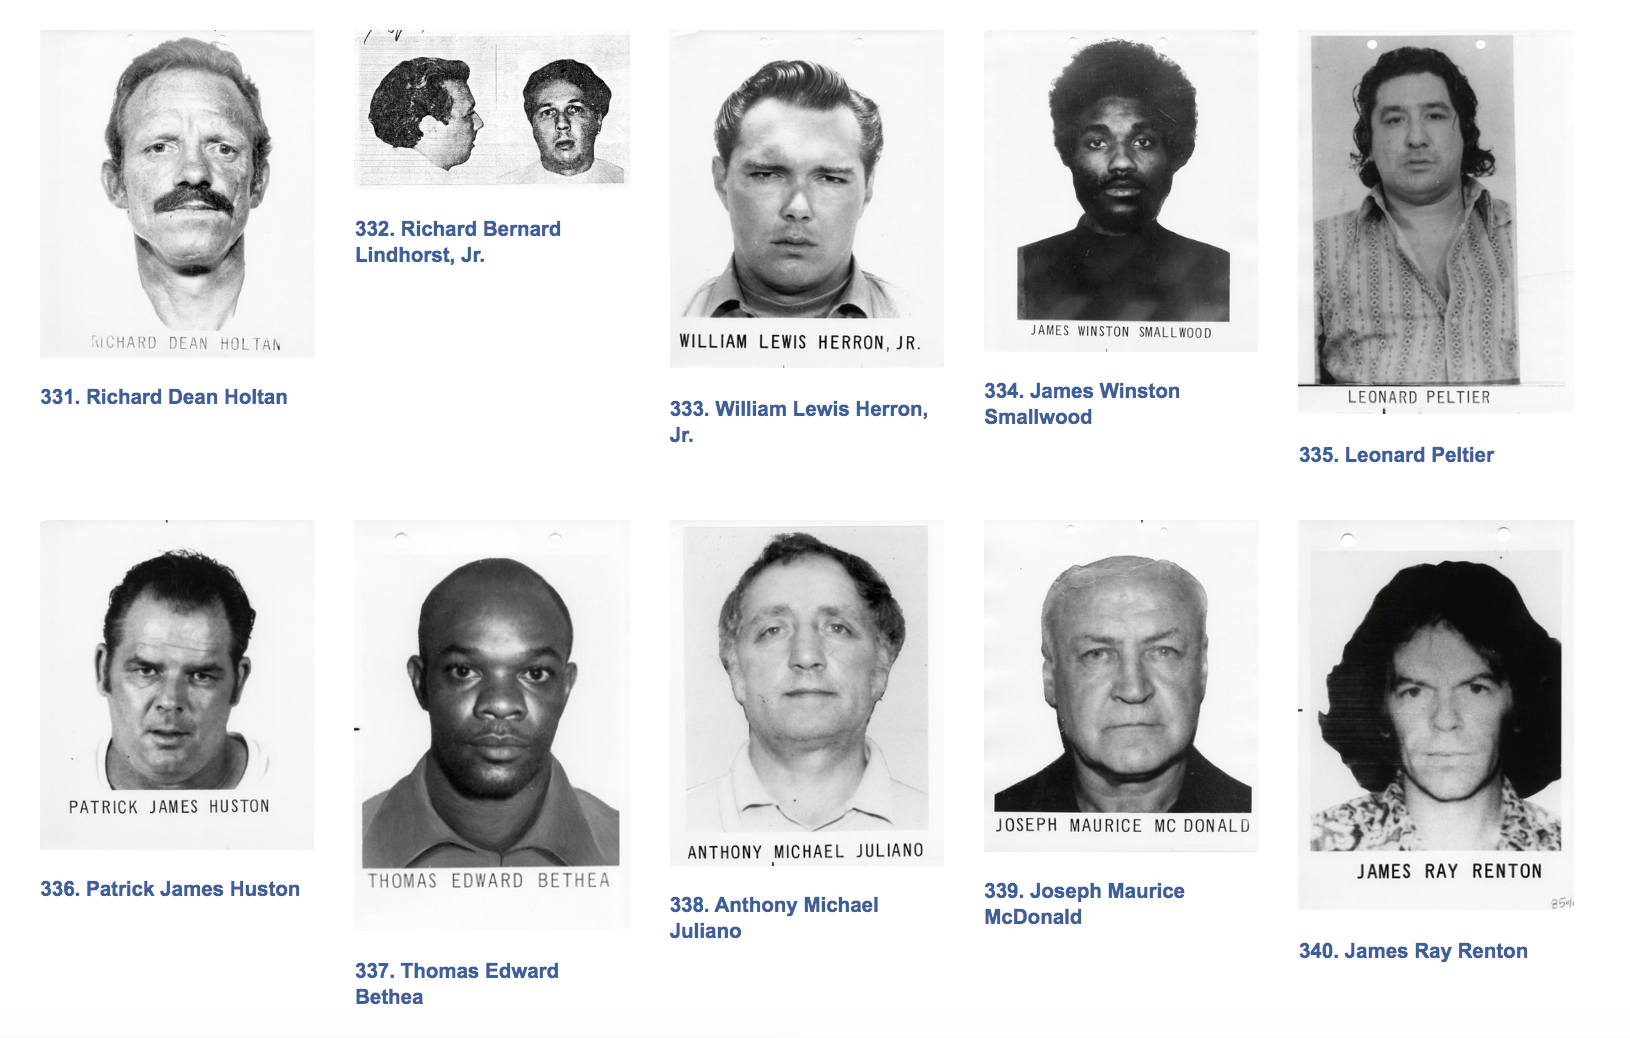 RICHARD DEAN HOLTAN
331. Richard Dean Holtan
332. Richard Bernard
Lindhorst, Jr.
WILLIAM LEWIS HERRON, JR.
333. William Lewis Herron,
Jr.
JAMES WINSTON SMALLWOOD
334. James Winston
Smallwood
LEONARD PELTIER
335. Leonard Peltier
PATRICK JAMES HUSTON
336. Patrick James Huston
THOMAS EDWARD BETHEA
337. Thomas Edward
Bethea
ANTHONY MICHAEL JULIANO
338. Anthony Michael
Juliano
JOSEPH MAURICE MC DONALD
339. Joseph Maurice
McDonald
JAMES RAY RENTON
340. James Ray Renton